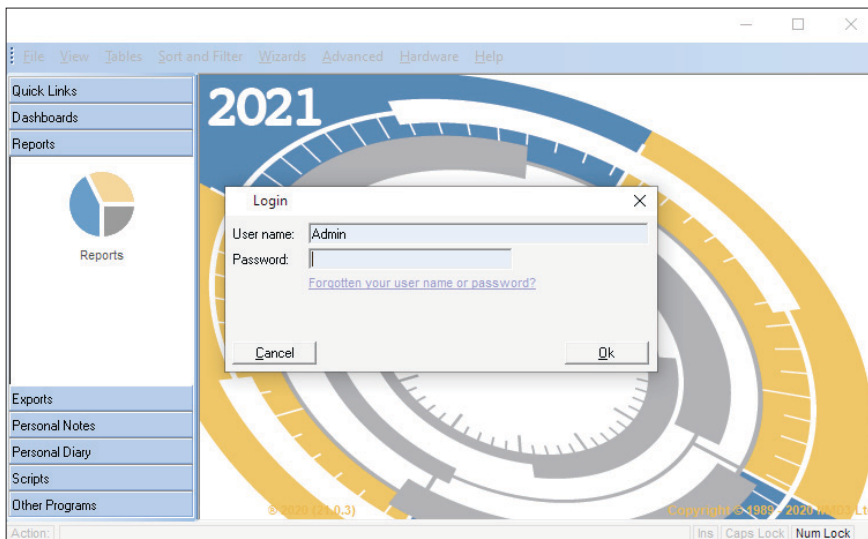 File View Tables Sort and Filter Wizards Advanced Hardware Help
Quick Links
Dashboards
Reports
Reports
Exports
Personal Notes
Personal Diary
Scripts
Other Programs
2021
Login
User name: Admin
Password:
Forgotten your user name or password?
Cancel Ok
© 2020 (21.0.3) Copyright © 1989 - 2020
Action: Ins Caps Lock Num Lock